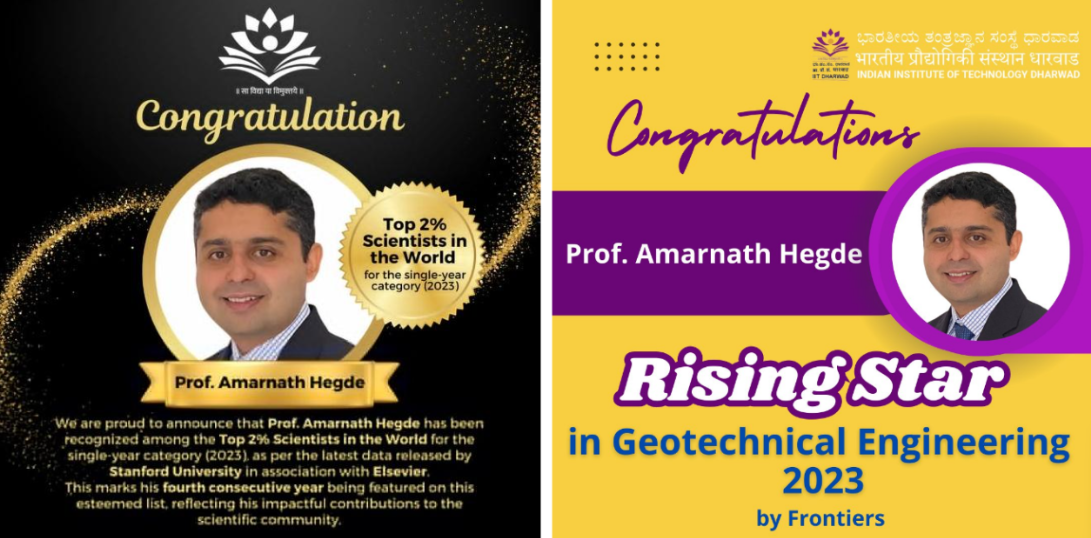 ॥ सा विद्या या विमुक्तये ॥
Congratulation
Top 2%
Scientists in
the World
for the single-year
category (2023)
Prof. Amarnath Hegde
We are proud to announce that Prof. Amarnath Hegde has been
recognized among the Top 2% Scientists in the World for the
single-year category (2023), as per the latest data released by
Stanford University in association with Elsevier.
This marks his fourth consecutive year being featured on this
esteemed list, reflecting his impactful contributions to the
scientific community.
ಭಾರತೀಯ ತಂತ್ರಜ್ಞಾನ ಸಂಸ್ಥೆ ಧಾರವಾಡ
भारतीय प्रौद्योगिकी संस्थान धारवाड
INDIAN INSTITUTE OF TECHNOLOGY DHARWAD
IIT DHARWAD
Congratulations
Prof. Amarnath Hegde
Rising Star
in Geotechnical Engineering
2023
by Frontiers